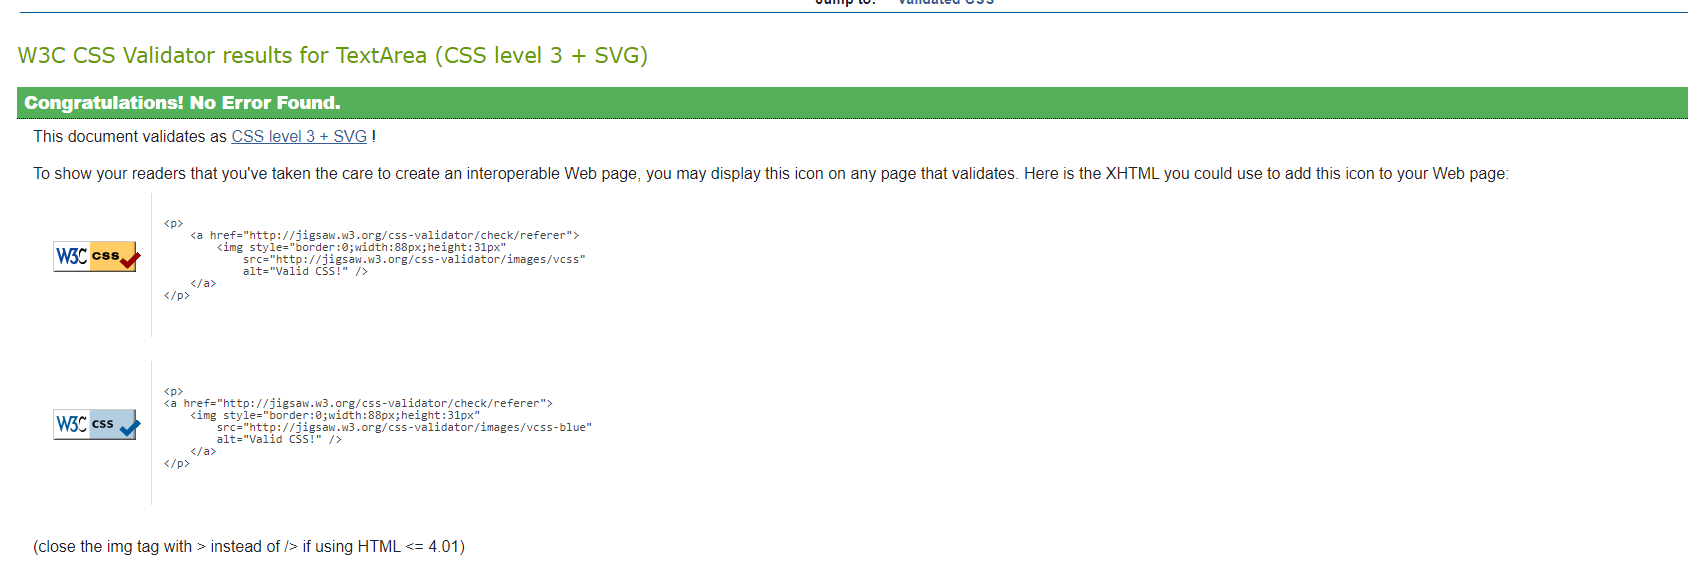 Jump to: Validated CSS
W3C CSS Validator results for TextArea (CSS level 3 + SVG)
Congratulations! No Error Found.
This document validates as CSS level 3 + SVG !
To show your readers that you've taken the care to create an interoperable Web page, you may display this icon on any page that validates. Here is the XHTML you could use to add this icon to your Web page:
W3C css
<p>
    <a href="http://jigsaw.w3.org/css-validator/check/referer">
        <img style="border:0;width:88px;height:31px"
            src="http://jigsaw.w3.org/css-validator/images/vcss"
            alt="Valid CSS!" />
    </a>
</p>
W3C css
<p>
<a href="http://jigsaw.w3.org/css-validator/check/referer">
    <img style="border:0;width:88px;height:31px"
        src="http://jigsaw.w3.org/css-validator/images/vcss-blue"
        alt="Valid CSS!" />
    </a>
</p>
(close the img tag with > instead of /> if using HTML <= 4.01)